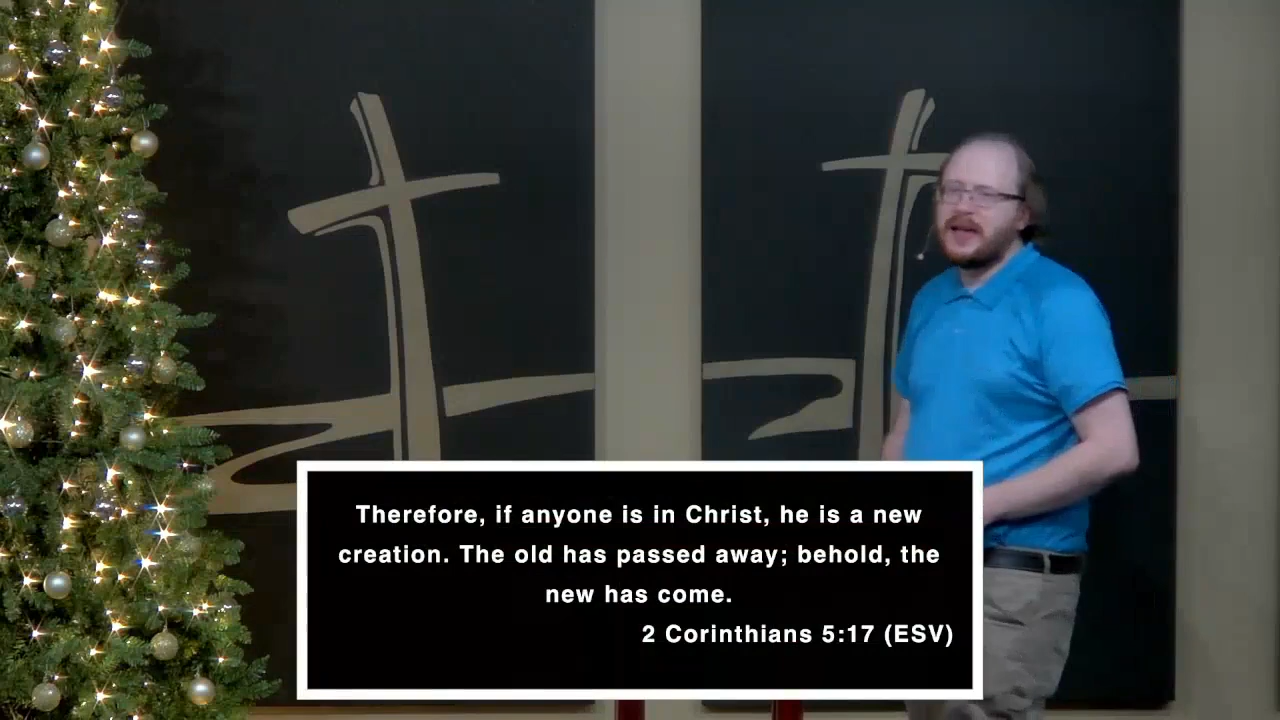 Therefore, if anyone is in Christ, he is a new
creation. The old has passed away; behold, the
new has come.
2 Corinthians 5:17 (ESV)